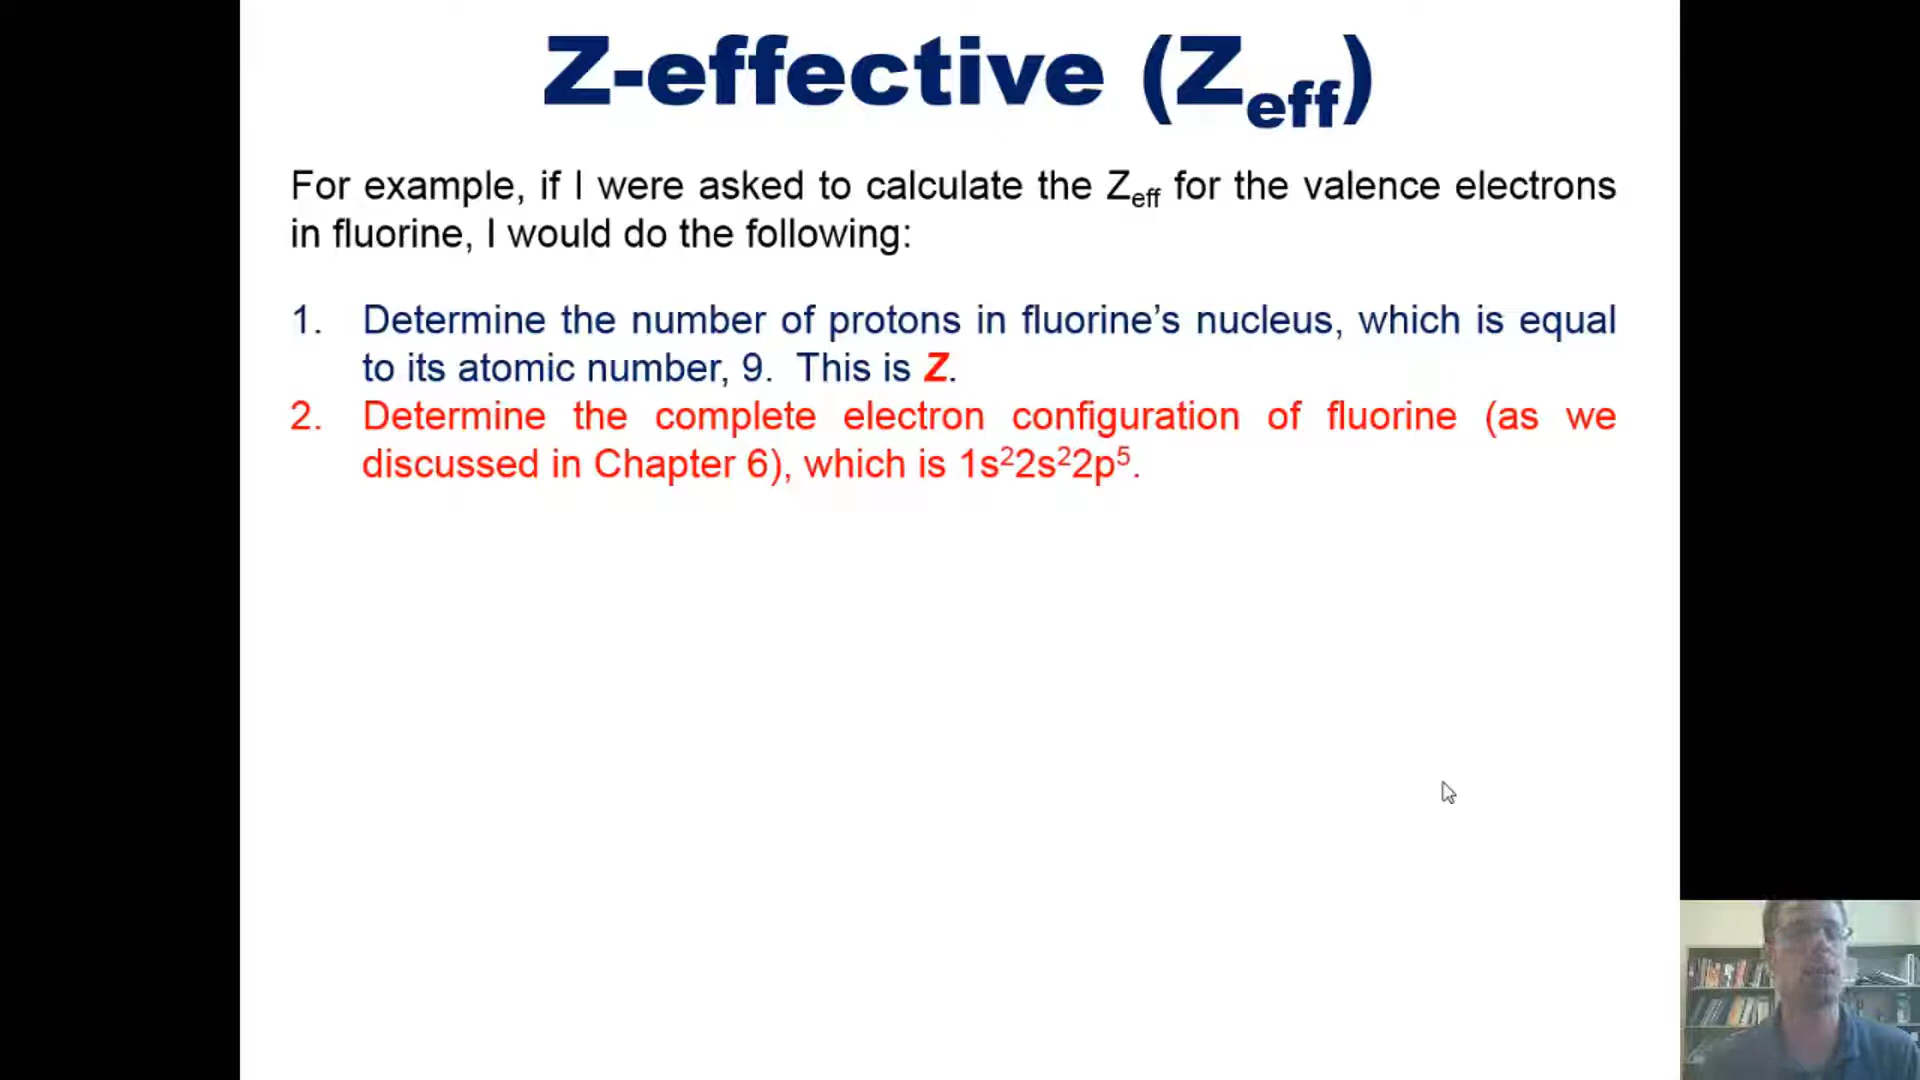 Z-effective (Zeff)
For example, if I were asked to calculate the Zeff for the valence electrons
in fluorine, I would do the following:
1. Determine the number of protons in fluorine’s nucleus, which is equal
to its atomic number, 9. This is Z.
2. Determine the complete electron configuration of fluorine (as we
discussed in Chapter 6), which is 1s²2s²2p⁵.